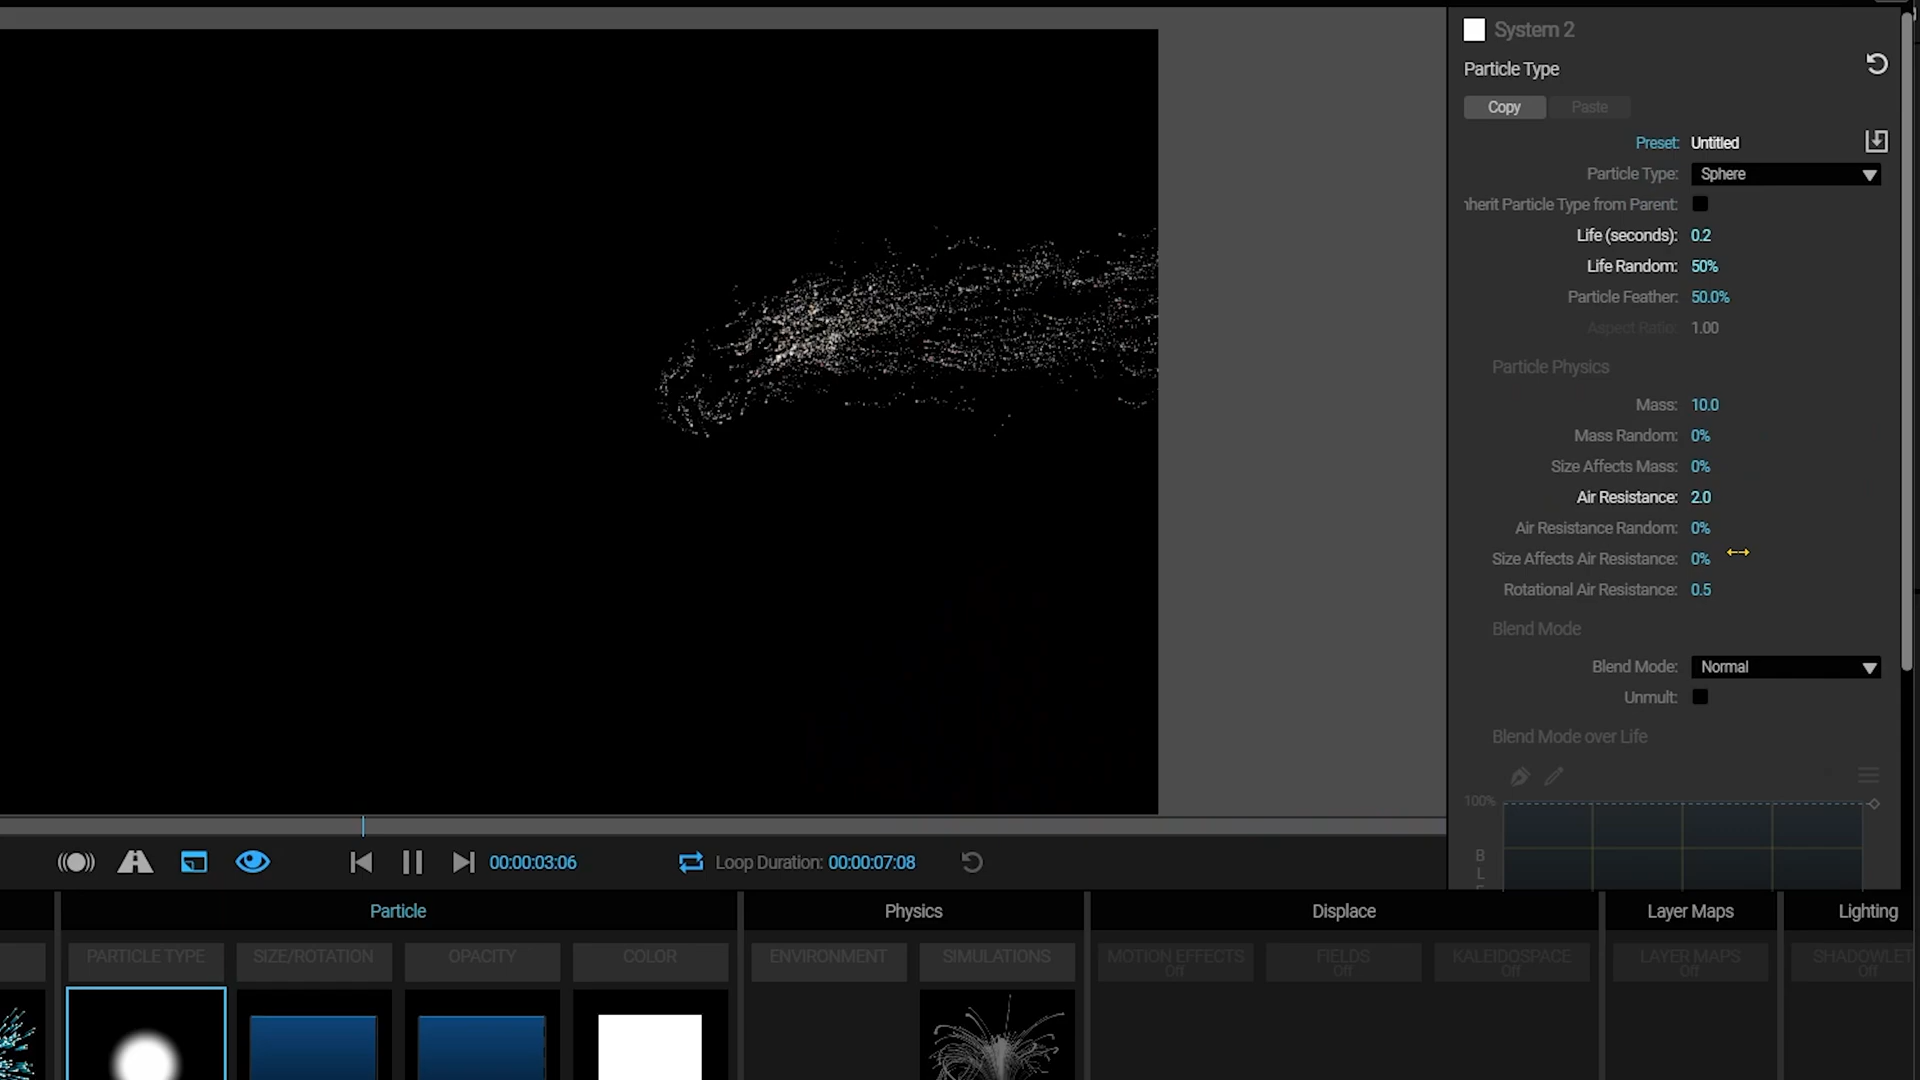 System 2
Particle Type
Copy Paste
Preset: Untitled
Particle Type: Sphere
herit Particle Type from Parent:
Life (seconds): 0.2
Life Random: 50%
Particle Feather: 50.0%
Aspect Ratio: 1.00
Particle Physics
Mass: 10.0
Mass Random: 0%
Size Affects Mass: 0%
Air Resistance: 2.0
Air Resistance Random: 0%
Size Affects Air Resistance: 0%
Rotational Air Resistance: 0.5
Blend Mode
Blend Mode: Normal
Unmult:
Blend Mode over Life
100%
B
L
00:00:03:06 Loop Duration: 00:00:07:08
Particle Physics Displace Layer Maps Lighting
PARTICLE TYPE SIZE/ROTATION OPACITY COLOR ENVIRONMENT SIMULATIONS MOTION EFFECTS FIELDS KALEIDOSPACE LAYER MAPS SHADOWLET
Off Off Off Off Off